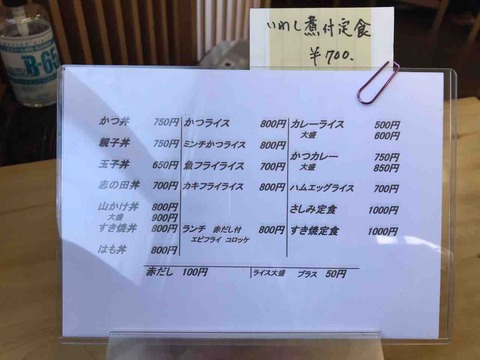 いわし煮付定食
¥700.
B-65
かつ丼 750円
親子丼 750円
玉子丼 650円
志の田丼 700円
山かけ丼 800円
大盛 900円
すき焼丼 800円
はも丼 800円
かつライス 800円
ミンチかつライス 800円
魚フライライス 700円
カキフライライス 800円
ランチ 赤だし付 800円
エビフライ コロッケ
カレーライス 500円
大盛 600円
かつカレー 750円
大盛 850円
ハムエッグライス 700円
さしみ定食 1000円
すき焼定食 1000円
赤だし 100円
ライス大盛 プラス 50円